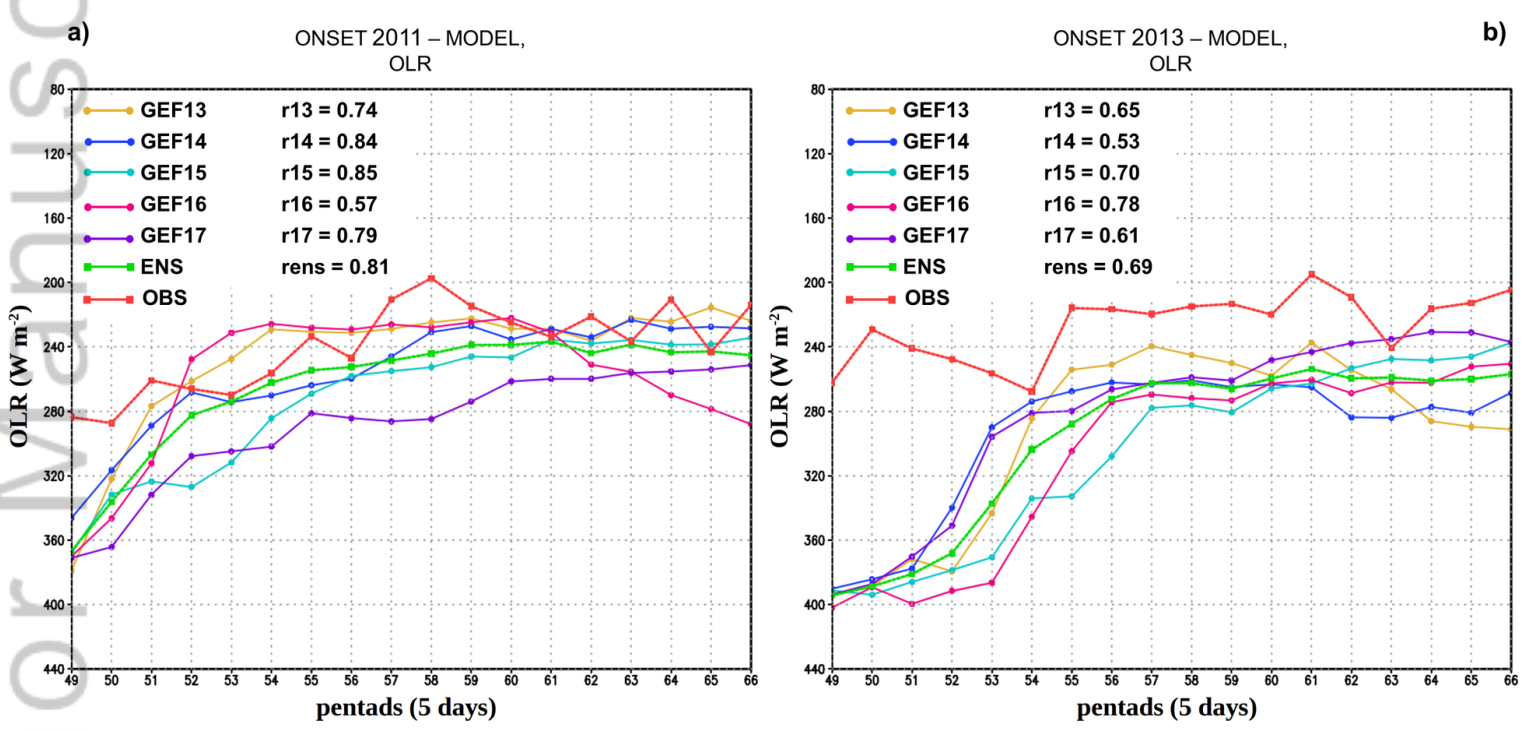 or Manusc
a)
ONSET 2011 – MODEL,
OLR
80
120
160
200
240
280
320
360
400
440
OLR (W m-2)
GEF13 r13 = 0.74
GEF14 r14 = 0.84
GEF15 r15 = 0.85
GEF16 r16 = 0.57
GEF17 r17 = 0.79
ENS rens = 0.81
OBS
49 50 51 52 53 54 55 56 57 58 59 60 61 62 63 64 65 66
pentads (5 days)
b)
ONSET 2013 – MODEL,
OLR
80
120
160
200
240
280
320
360
400
440
OLR (W m-2)
GEF13 r13 = 0.65
GEF14 r14 = 0.53
GEF15 r15 = 0.70
GEF16 r16 = 0.78
GEF17 r17 = 0.61
ENS rens = 0.69
OBS
49 50 51 52 53 54 55 56 57 58 59 60 61 62 63 64 65 66
pentads (5 days)